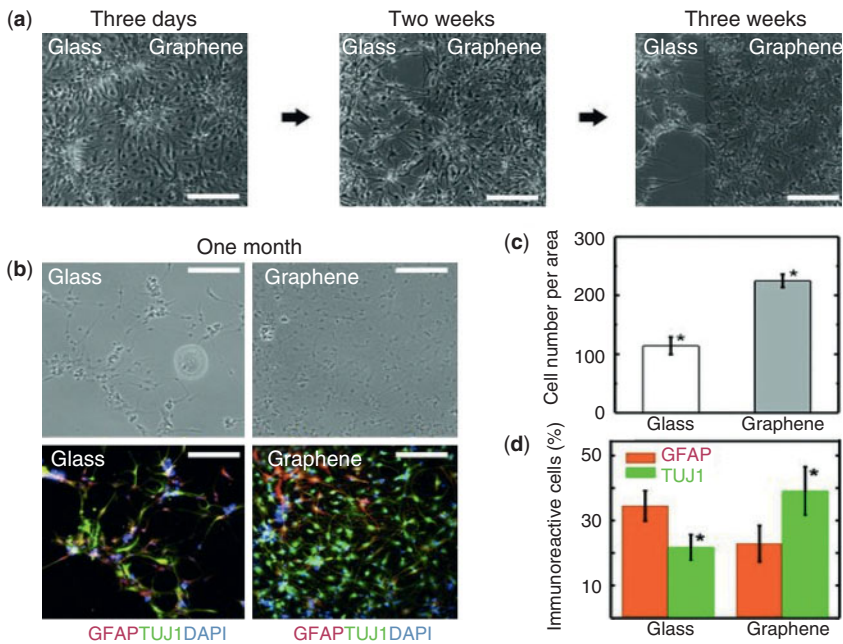 (a) Three days Two weeks Three weeks
Glass Graphene Glass Graphene Glass Graphene
(b) One month
Glass Graphene
Glass Graphene
GFAPTUJ1DAPI GFAPTUJ1DAPI
(c)
Cell number per area
300
200
100
0
* *
Glass Graphene
(d)
Immunoreactive cells (%)
50
30
10
GFAP
TUJ1
* *
Glass Graphene